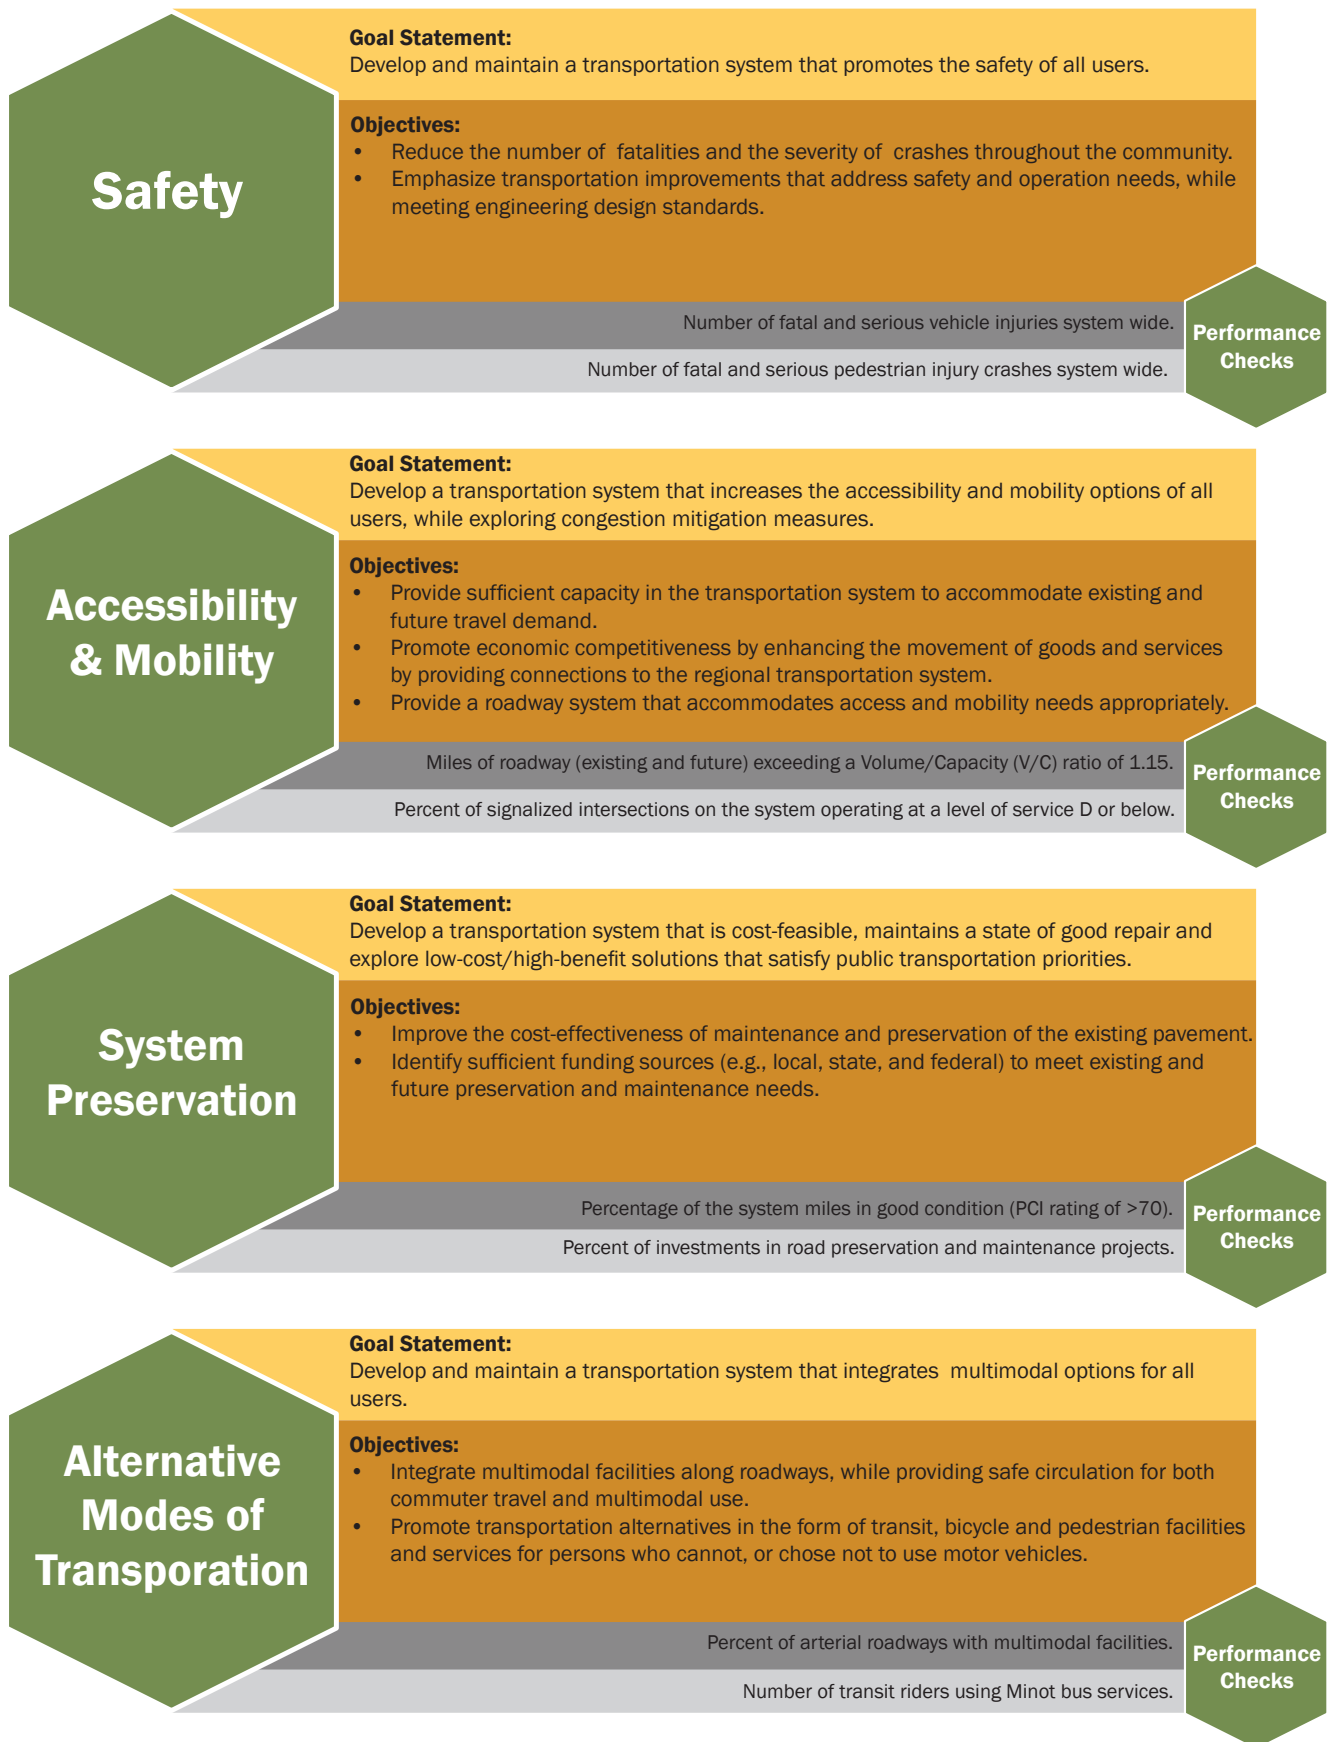 Safety
Goal Statement:
Develop and maintain a transportation system that promotes the safety of all users.
Objectives:
• Reduce the number of fatalities and the severity of crashes throughout the community.
• Emphasize transportation improvements that address safety and operation needs, while
meeting engineering design standards.
Number of fatal and serious vehicle injuries system wide.
Number of fatal and serious pedestrian injury crashes system wide.
Performance
Checks
Accessibility
& Mobility
Goal Statement:
Develop a transportation system that increases the accessibility and mobility options of all
users, while exploring congestion mitigation measures.
Objectives:
• Provide sufficient capacity in the transportation system to accommodate existing and
future travel demand.
• Promote economic competitiveness by enhancing the movement of goods and services
by providing connections to the regional transportation system.
• Provide a roadway system that accommodates access and mobility needs appropriately.
Miles of roadway (existing and future) exceeding a Volume/Capacity (V/C) ratio of 1.15.
Percent of signalized intersections on the system operating at a level of service D or below.
Performance
Checks
System
Preservation
Goal Statement:
Develop a transportation system that is cost-feasible, maintains a state of good repair and
explore low-cost/high-benefit solutions that satisfy public transportation priorities.
Objectives:
• Improve the cost-effectiveness of maintenance and preservation of the existing pavement.
• Identify sufficient funding sources (e.g., local, state, and federal) to meet existing and
future preservation and maintenance needs.
Percentage of the system miles in good condition (PCI rating of >70).
Percent of investments in road preservation and maintenance projects.
Performance
Checks
Alternative
Modes of
Transporation
Goal Statement:
Develop and maintain a transportation system that integrates multimodal options for all
users.
Objectives:
• Integrate multimodal facilities along roadways, while providing safe circulation for both
commuter travel and multimodal use.
• Promote transportation alternatives in the form of transit, bicycle and pedestrian facilities
and services for persons who cannot, or chose not to use motor vehicles.
Percent of arterial roadways with multimodal facilities.
Number of transit riders using Minot bus services.
Performance
Checks